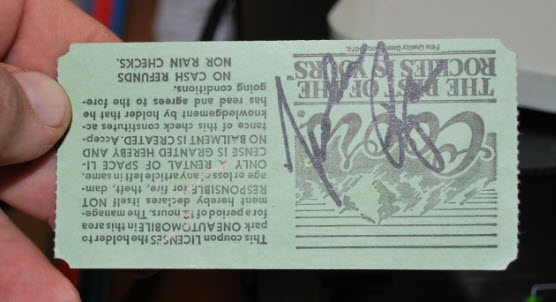 This coupon LICENSES the holder to
park ONE AUTOMOBILE in this area
for a period of 12 hours. The manage-
ment hereby declares itself NOT
RESPONSIBLE for fire, theft, dam-
age or loss of any article left in same.
ONLY A RENTAL OF SPACE LI-
CENSE IS GRANTED HEREBY AND
NO BAILMENT IS CREATED. Accep-
tance of this check constitutes ac-
knowledgement by holder that he
has read and agrees to the fore-
going conditions.
NO CASH REFUNDS
NOR RAIN CHECKS.
Coors®
THE BEST OF THE
ROCKIES IS YOURS™